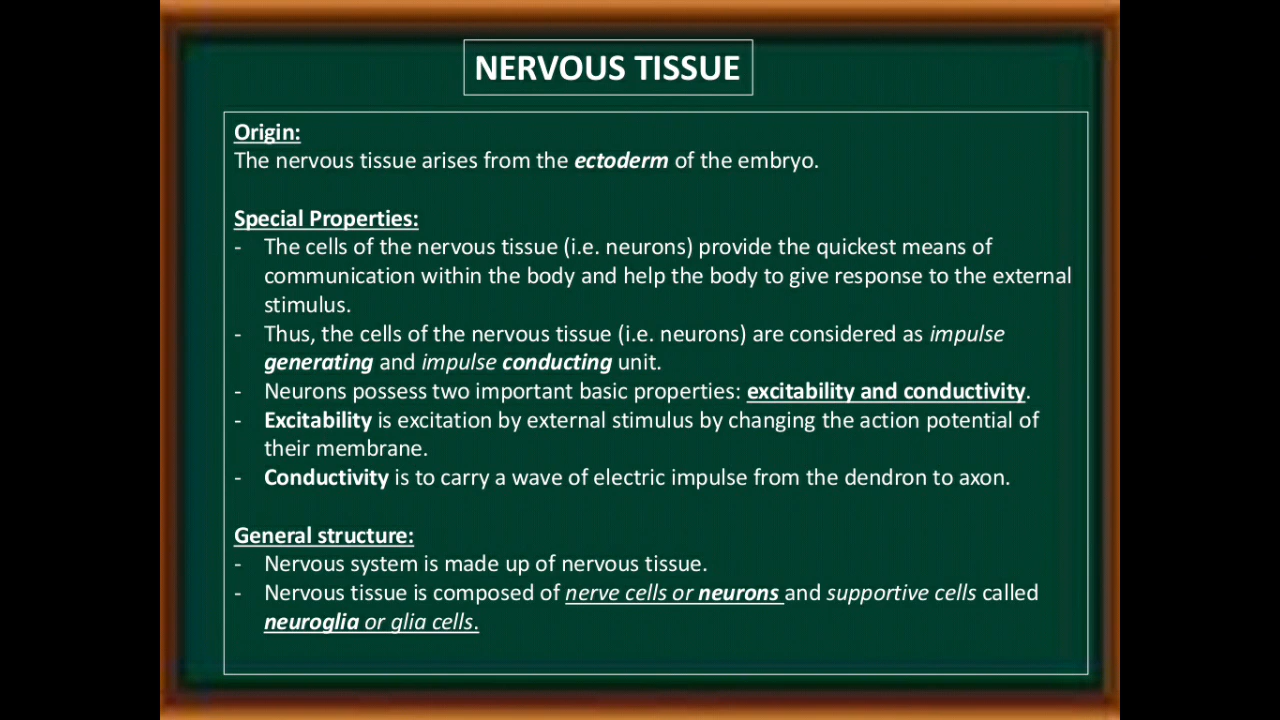 NERVOUS TISSUE
Origin:
The nervous tissue arises from the ectoderm of the embryo.
Special Properties:
- The cells of the nervous tissue (i.e. neurons) provide the quickest means of
communication within the body and help the body to give response to the external
stimulus.
- Thus, the cells of the nervous tissue (i.e. neurons) are considered as impulse
generating and impulse conducting unit.
- Neurons possess two important basic properties: excitability and conductivity.
- Excitability is excitation by external stimulus by changing the action potential of
their membrane.
- Conductivity is to carry a wave of electric impulse from the dendron to axon.
General structure:
- Nervous system is made up of nervous tissue.
- Nervous tissue is composed of nerve cells or neurons and supportive cells called
neuroglia or glia cells.